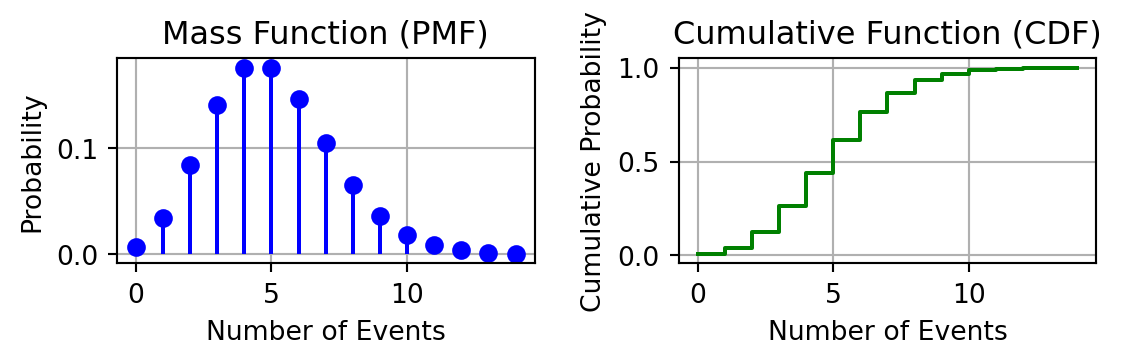 Mass Function (PMF)
Probability
0.1
0.0
0 5 10
Number of Events
Cumulative Function (CDF)
Cumulative Probability
1.0
0.5
0.0
0 5 10
Number of Events